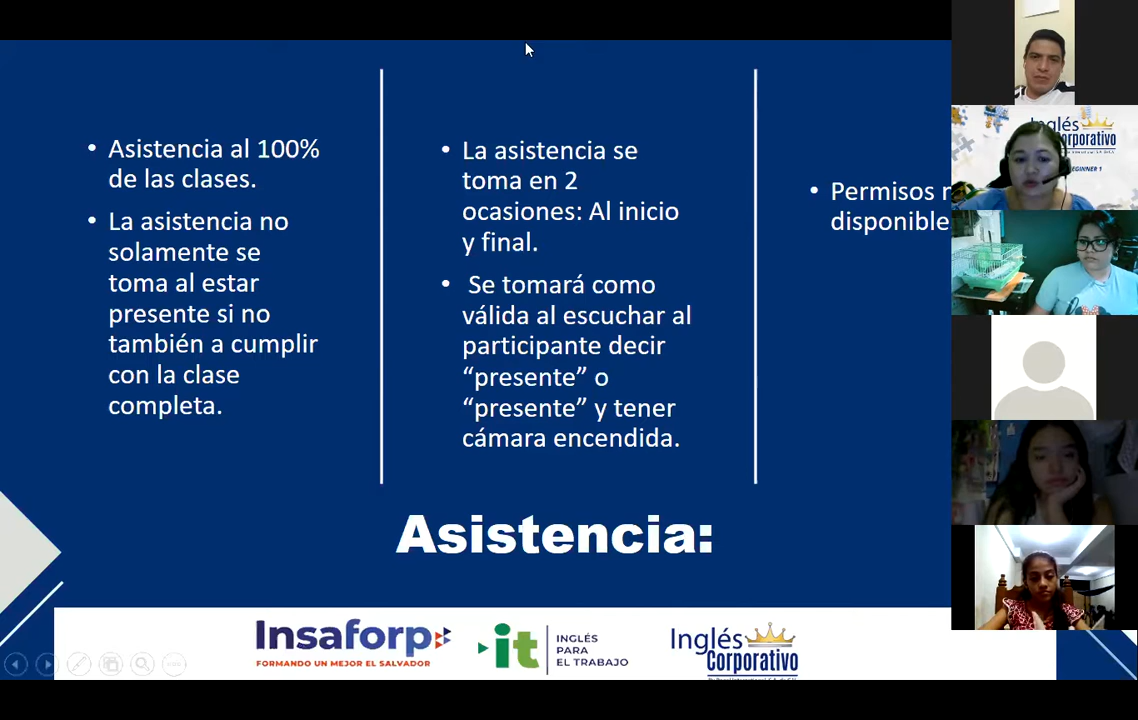 • Asistencia al 100%
de las clases.
• La asistencia no
solamente se
toma al estar
presente si no
también a cumplir
con la clase
completa.
• La asistencia se
toma en 2
ocasiones: Al inicio
y final.
• Se tomará como
válida al escuchar al
participante decir
“presente” o
“presente” y tener
cámara encendida.
• Permisos
disponible
Asistencia:
Insaforp
FORMANDO UN MEJOR EL SALVADOR
it
INGLÉS
PARA
EL TRABAJO
Inglés
Corporativo
Inglés
Corporativo
BEGINNER 1